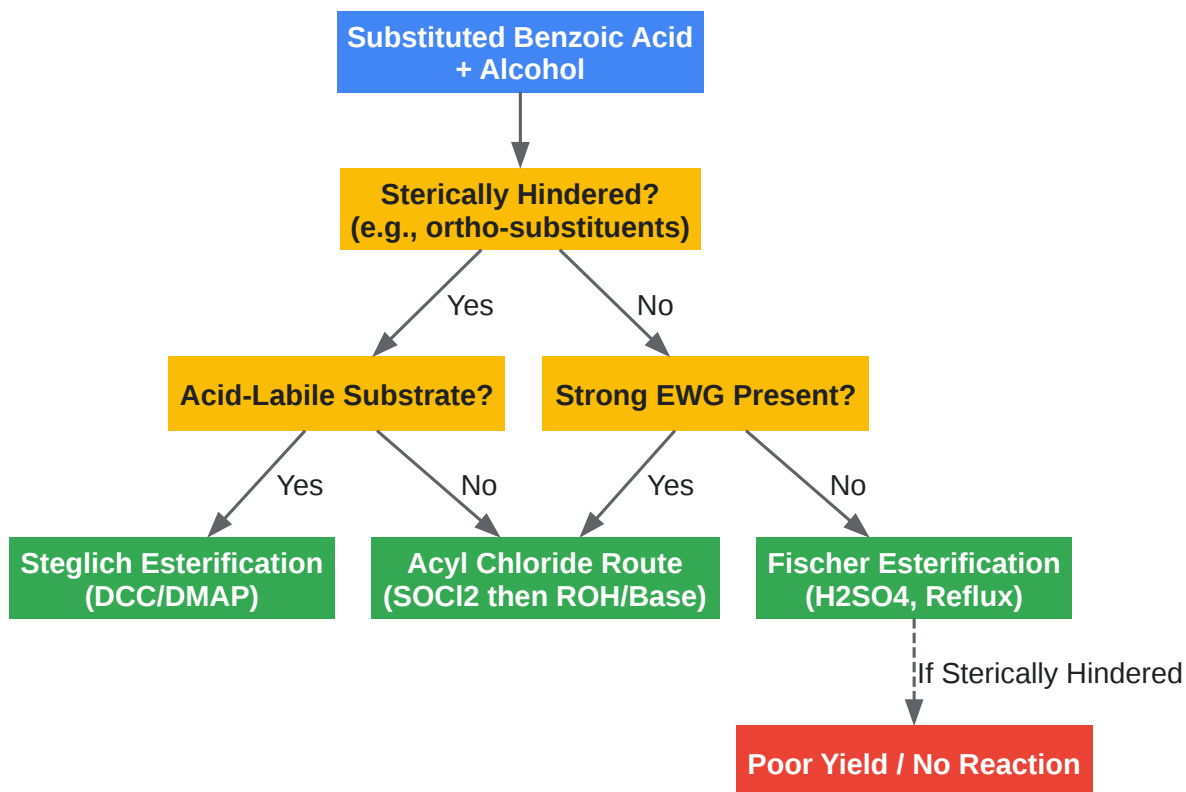 Substituted Benzoic Acid
+ Alcohol
Sterically Hindered?
(e.g., ortho-substituents)
Yes
No
Acid-Labile Substrate?
Strong EWG Present?
Yes
No
Yes
No
Steglich Esterification
(DCC/DMAP)
Acyl Chloride Route
(SOCl2 then ROH/Base)
Fischer Esterification
(H2SO4, Reflux)
If Sterically Hindered
Poor Yield / No Reaction